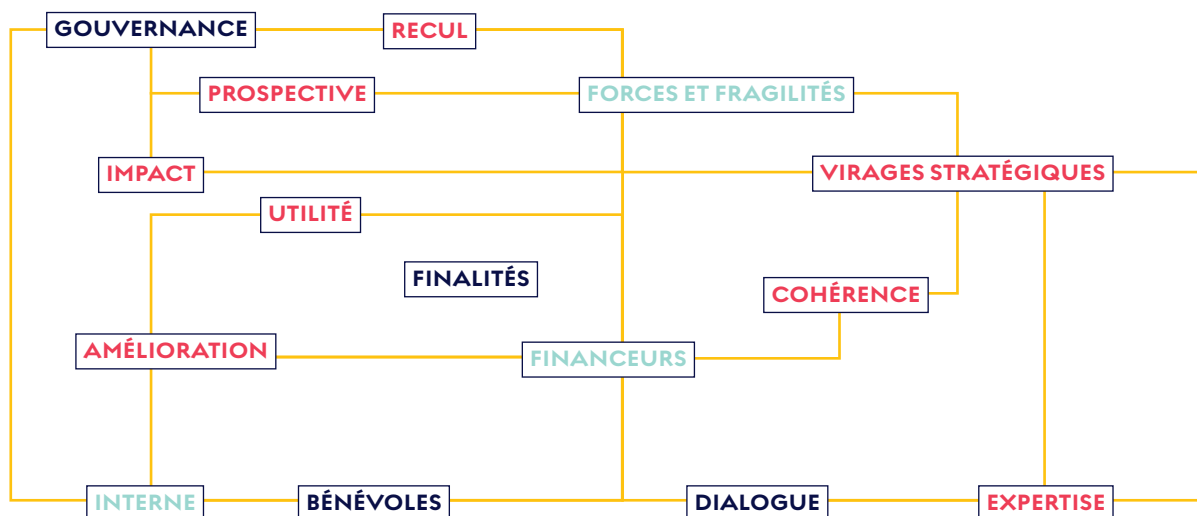 GOUVERNANCE
RECUL
PROSPECTIVE
FORCES ET FRAGILITÉS
IMPACT
VIRAGES STRATÉGIQUES
UTILITÉ
FINALITÉS
COHÉRENCE
AMÉLIORATION
FINANCEURS
INTERNE
BÉNÉVOLES
DIALOGUE
EXPERTISE